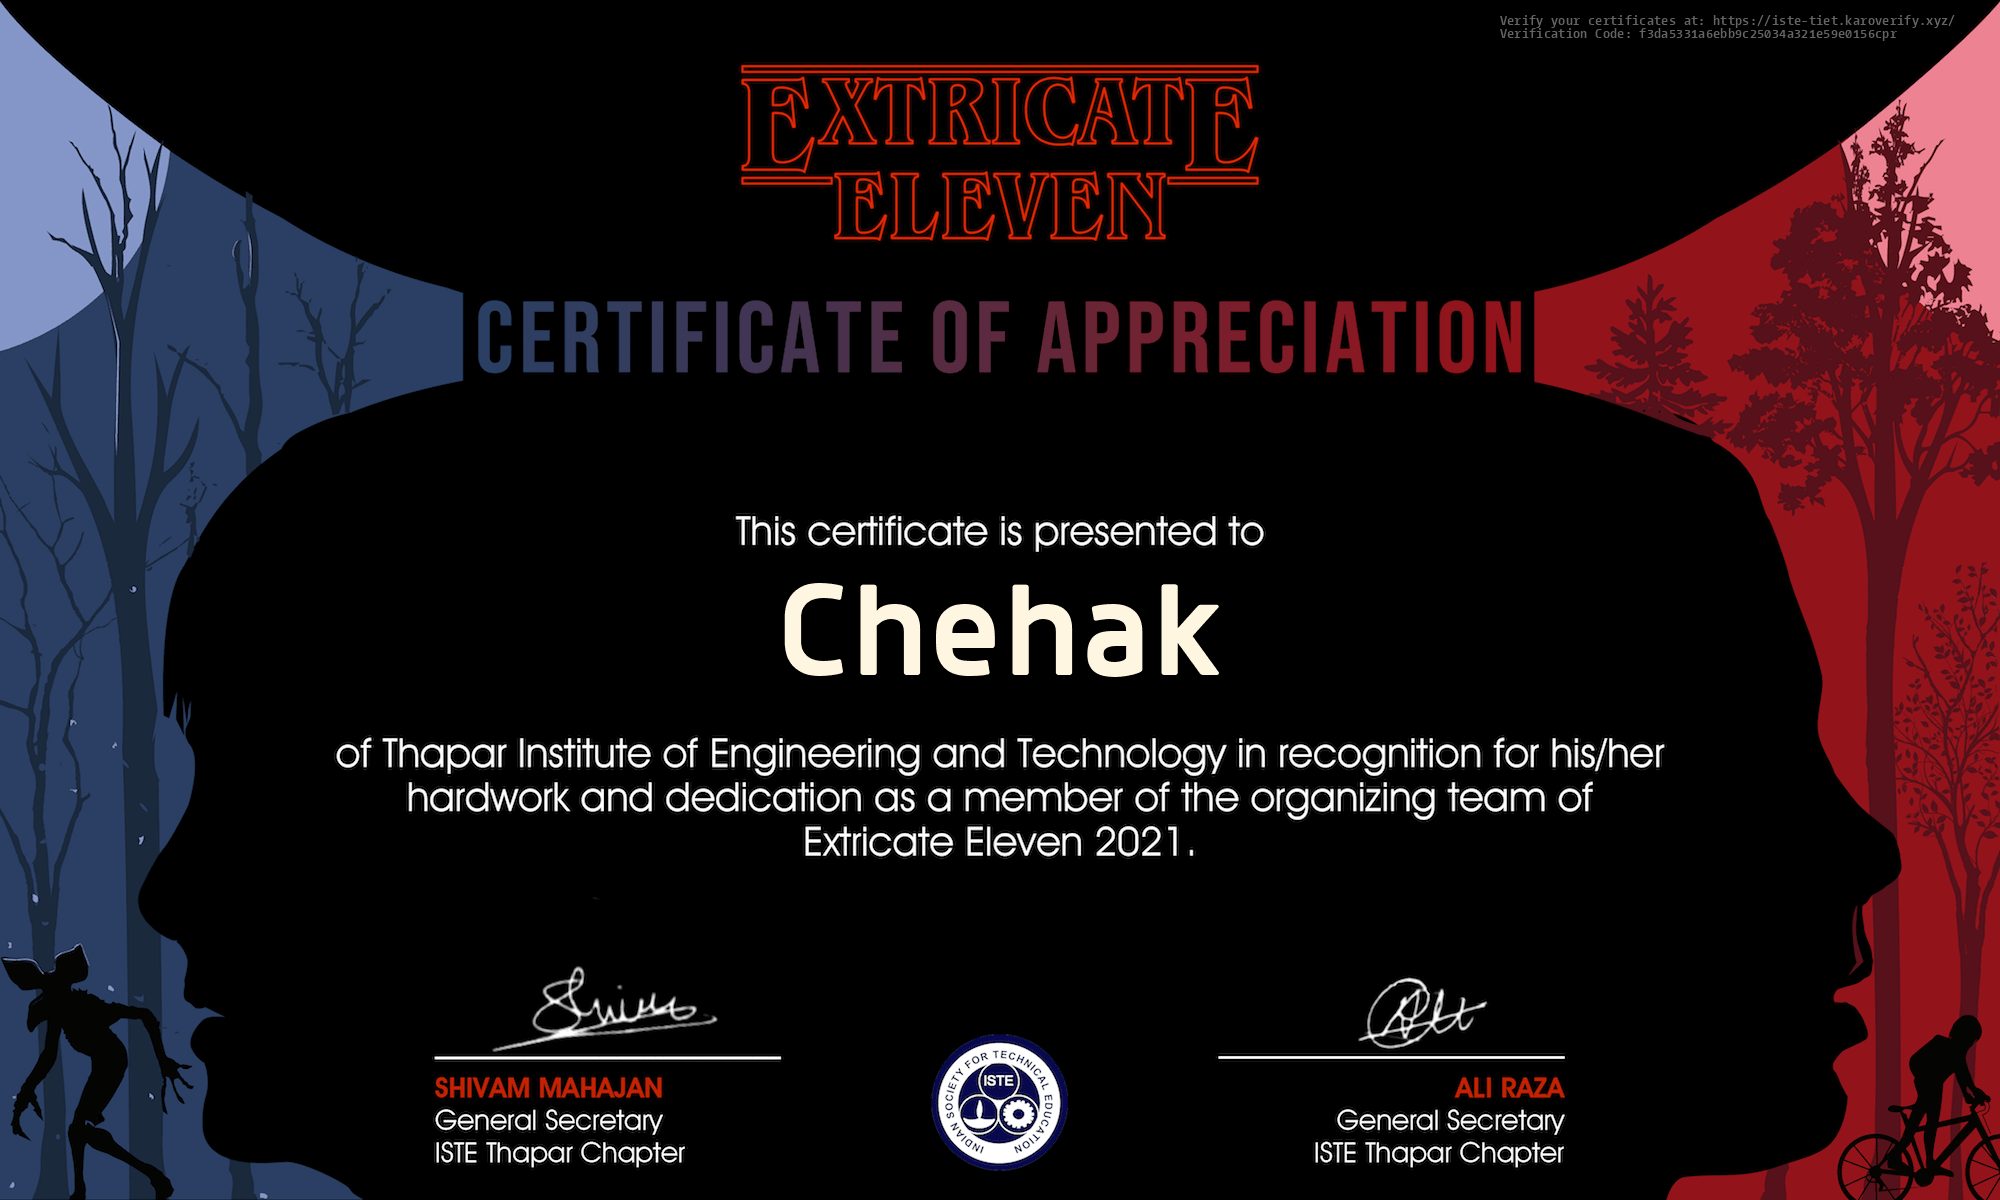 Verify your certificates at: https://iste-tiet.karoverify.xyz/
Verification Code: f3da5331a6ebb9c25034a321e59e0156cpr
EXTRICATE
ELEVEN
CERTIFICATE OF APPRECIATION
This certificate is presented to
Chehak
of Thapar Institute of Engineering and Technology in recognition for his/her
hardwork and dedication as a member of the organizing team of
Extricate Eleven 2021.
SHIVAM MAHAJAN
General Secretary
ISTE Thapar Chapter
INDIAN SOCIETY FOR TECHNICAL EDUCATION
ISTE
ALI RAZA
General Secretary
ISTE Thapar Chapter